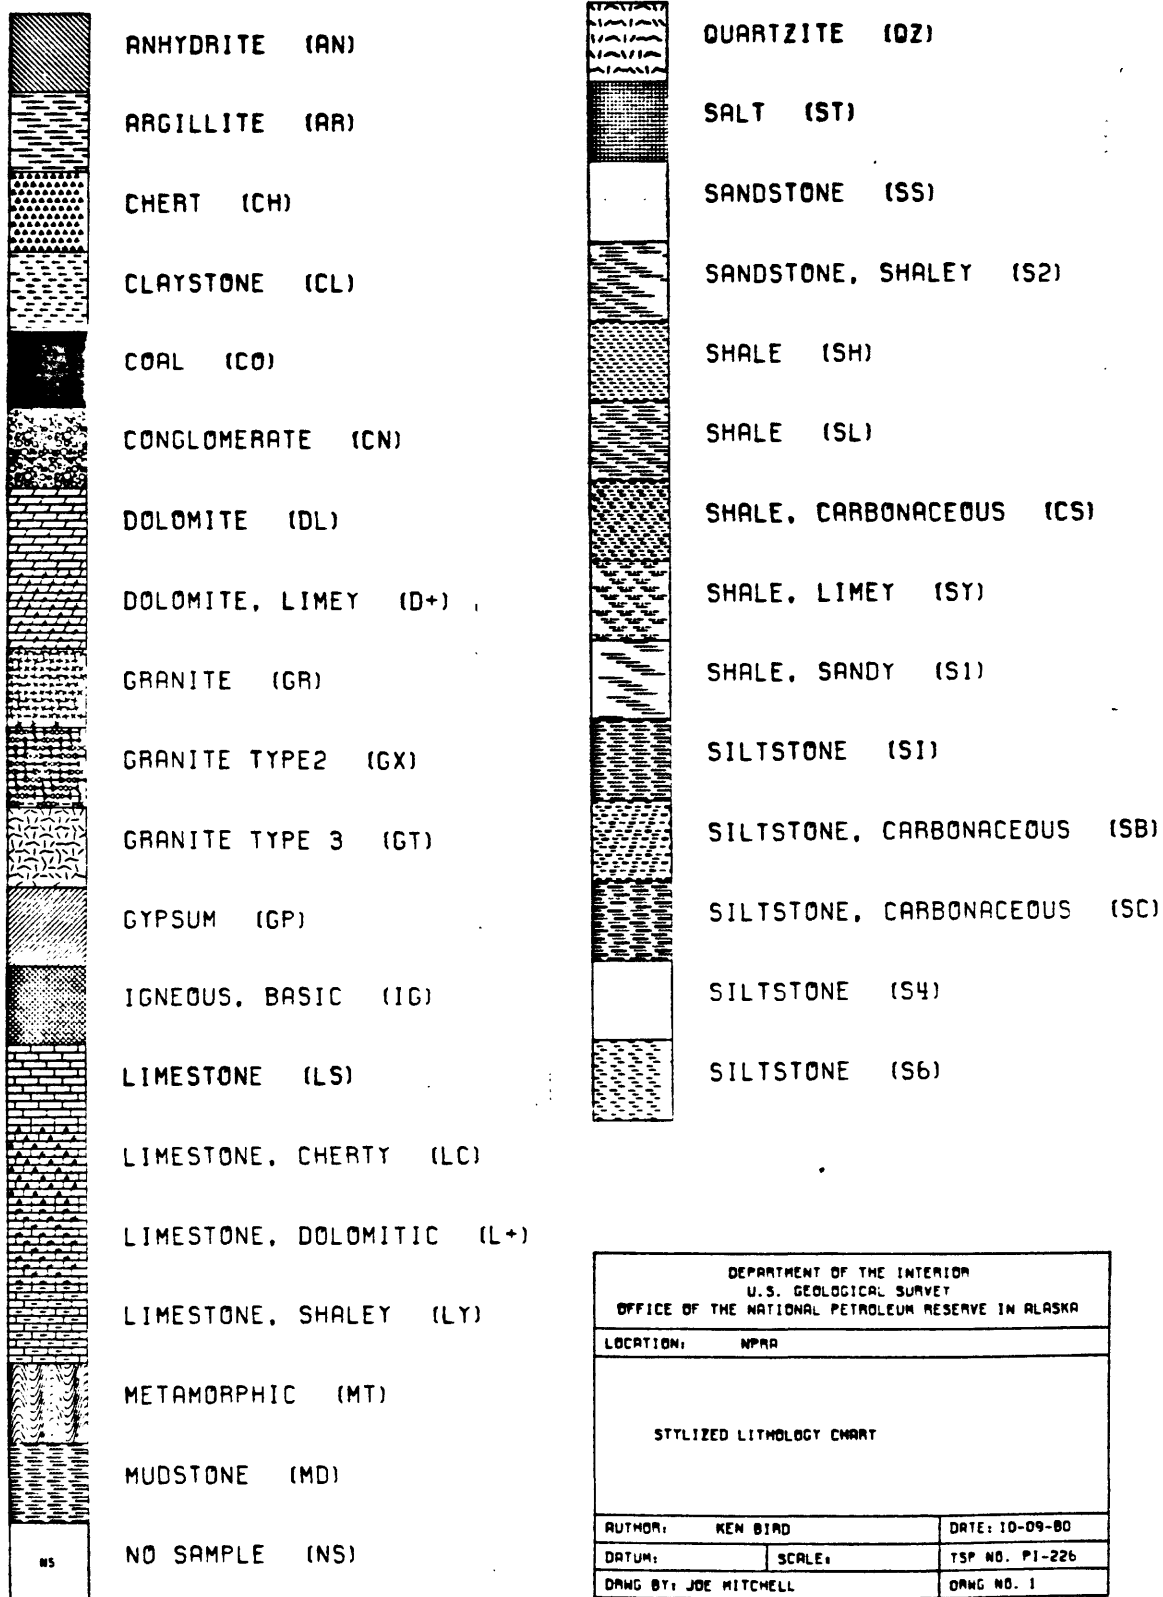 ANHYDRITE (AN)
ARGILLITE (AR)
CHERT (CH)
CLAYSTONE (CL)
COAL (CO)
CONGLOMERATE (CN)
DOLOMITE (DL)
DOLOMITE, LIMEY (D+)
GRANITE (GR)
GRANITE TYPE2 (GX)
GRANITE TYPE 3 (GT)
GYPSUM (GP)
IGNEOUS, BASIC (IG)
LIMESTONE (LS)
LIMESTONE, CHERTY (LC)
LIMESTONE, DOLOMITIC (L+)
LIMESTONE, SHALEY (LY)
METAMORPHIC (MT)
MUDSTONE (MD)
NS NO SAMPLE (NS)
QUARTZITE (QZ)
SALT (ST)
SANDSTONE (SS)
SANDSTONE, SHALEY (S2)
SHALE (SH)
SHALE (SL)
SHALE, CARBONACEOUS (CS)
SHALE, LIMEY (SY)
SHALE, SANDY (S1)
SILTSTONE (SI)
SILTSTONE, CARBONACEOUS (SB)
SILTSTONE, CARBONACEOUS (SC)
SILTSTONE (S4)
SILTSTONE (S6)
DEPARTMENT OF THE INTERIOR
U.S. GEOLOGICAL SURVEY
OFFICE OF THE NATIONAL PETROLEUM RESERVE IN ALASKA
LOCATION: NPRA
STYLIZED LITHOLOGY CHART
AUTHOR: KEN BIRD DATE: 10-09-80
DATUM: SCALE: TSP NO. PI-226
DRWG BY: JOE MITCHELL DRWG NO. 1